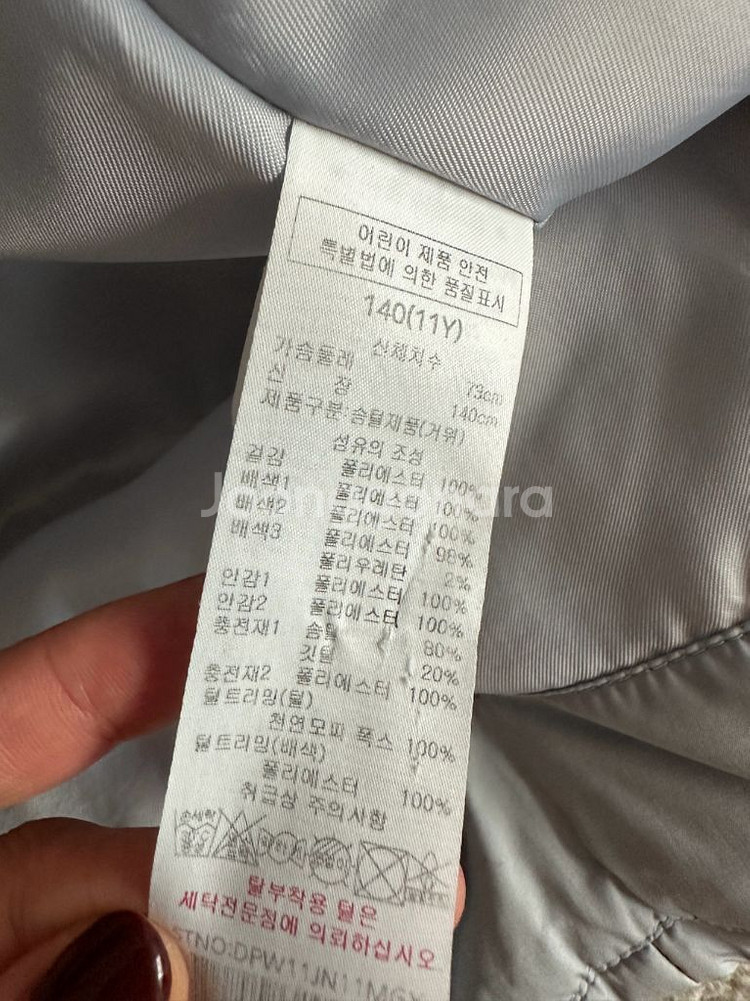 어린이 제품 안전
특별법에 의한 품질표시
140(11Y)
신체치수
가슴둘레 73cm
신 장 140cm
제품구분:솜털제품(거위)
섬유의 조성
겉감 폴리에스터 100%
배색1 폴리에스터 100%
배색2 폴리에스터 100%
배색3 폴리에스터 98%
폴리우레탄 2%
안감1 폴리에스터 100%
안감2 폴리에스터 100%
충전재1 솜털 80%
깃털 20%
충전재2 폴리에스터 100%
털트리밍(털)
천연모피 폭스 100%
털트리밍(배색)
폴리에스터 100%
취급상 주의사항
손세탁
털부착용 털은
세탁전문점에 의뢰하십시오
STNO:DPW11JN11MGY